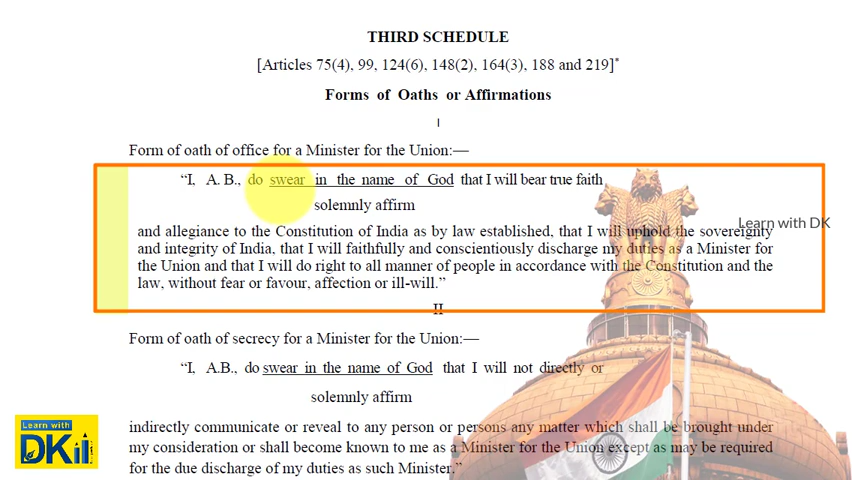 THIRD SCHEDULE
[Articles 75(4), 99, 124(6), 148(2), 164(3), 188 and 219]*
Forms of Oaths or Affirmations
I
Form of oath of office for a Minister for the Union:—
“I, A. B., do swear in the name of God that I will bear true faith
solemnly affirm
Learn with DK
and allegiance to the Constitution of India as by law established, that I will uphold the sovereignty
and integrity of India, that I will faithfully and conscientiously discharge my duties as a Minister for
the Union and that I will do right to all manner of people in accordance with the Constitution and the
law, without fear or favour, affection or ill-will.”
II
Form of oath of secrecy for a Minister for the Union:—
“I, A.B., do swear in the name of God that I will not directly or
solemnly affirm
indirectly communicate or reveal to any person or persons any matter which shall be brought under
my consideration or shall become known to me as a Minister for the Union except as may be required
for the due discharge of my duties as such Minister.”
Learn with
DK